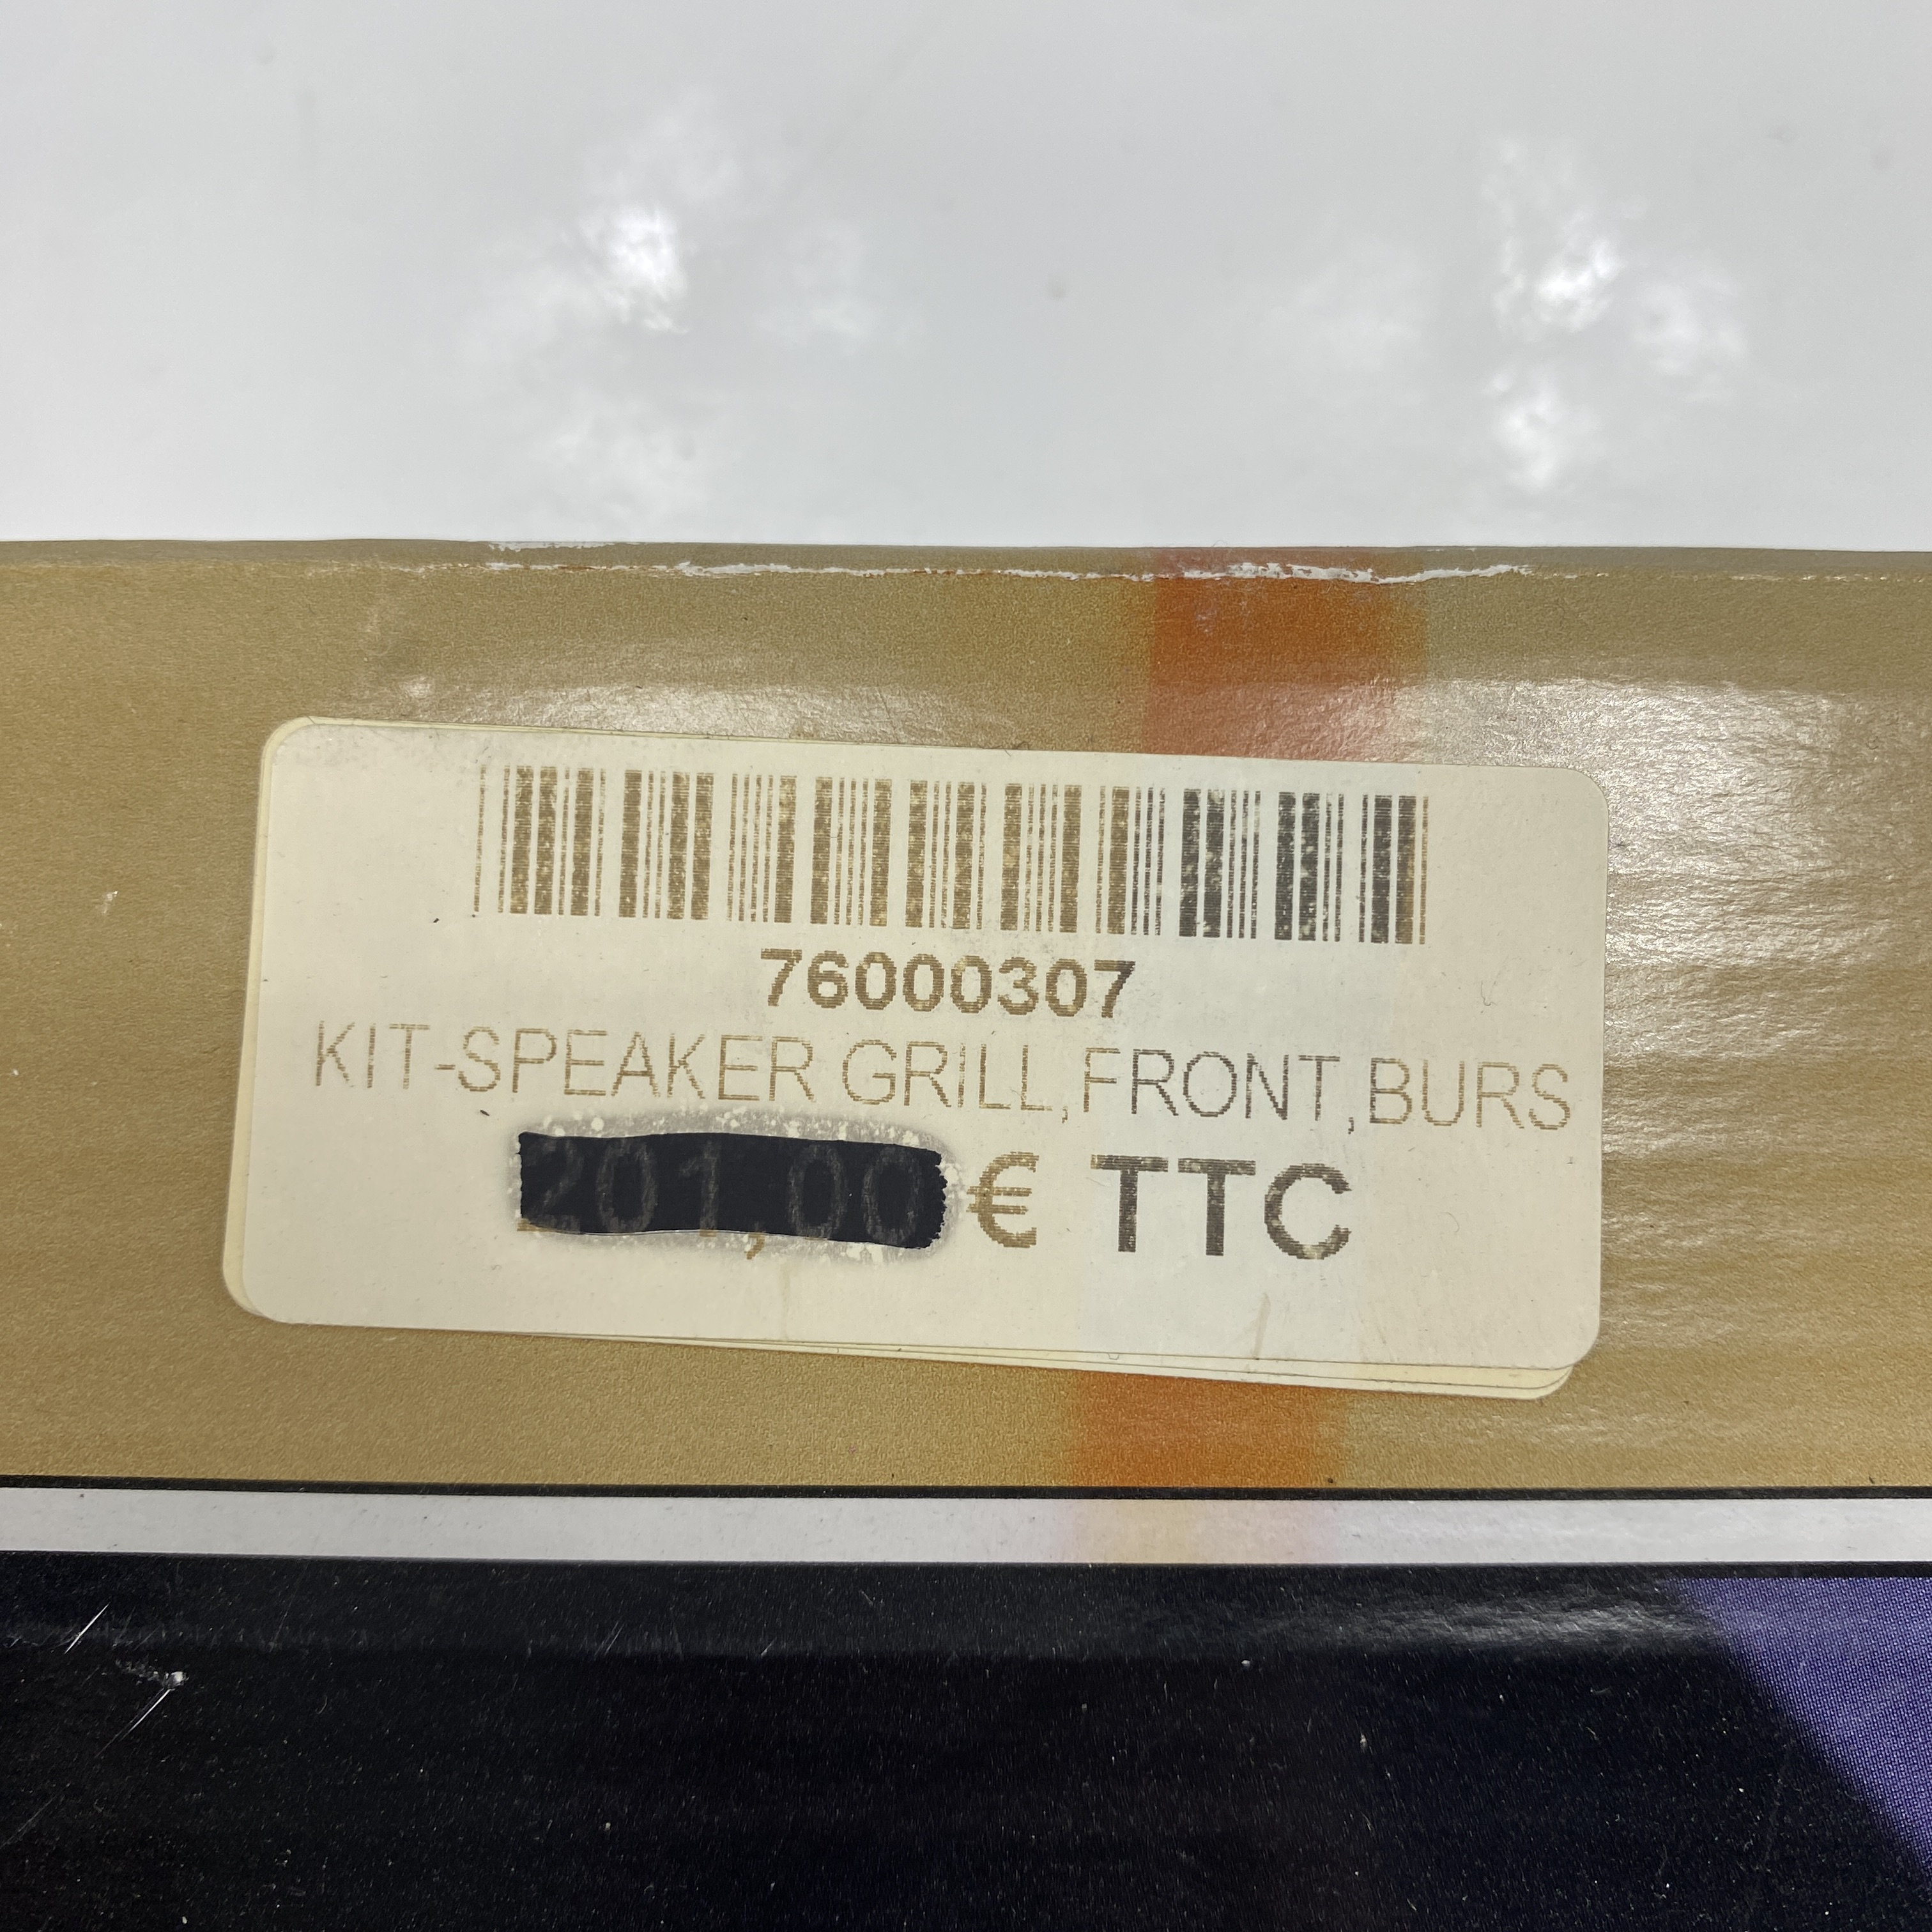 76000307
KIT-SPEAKER GRILL,FRONT,BURS
201,00 € TTC